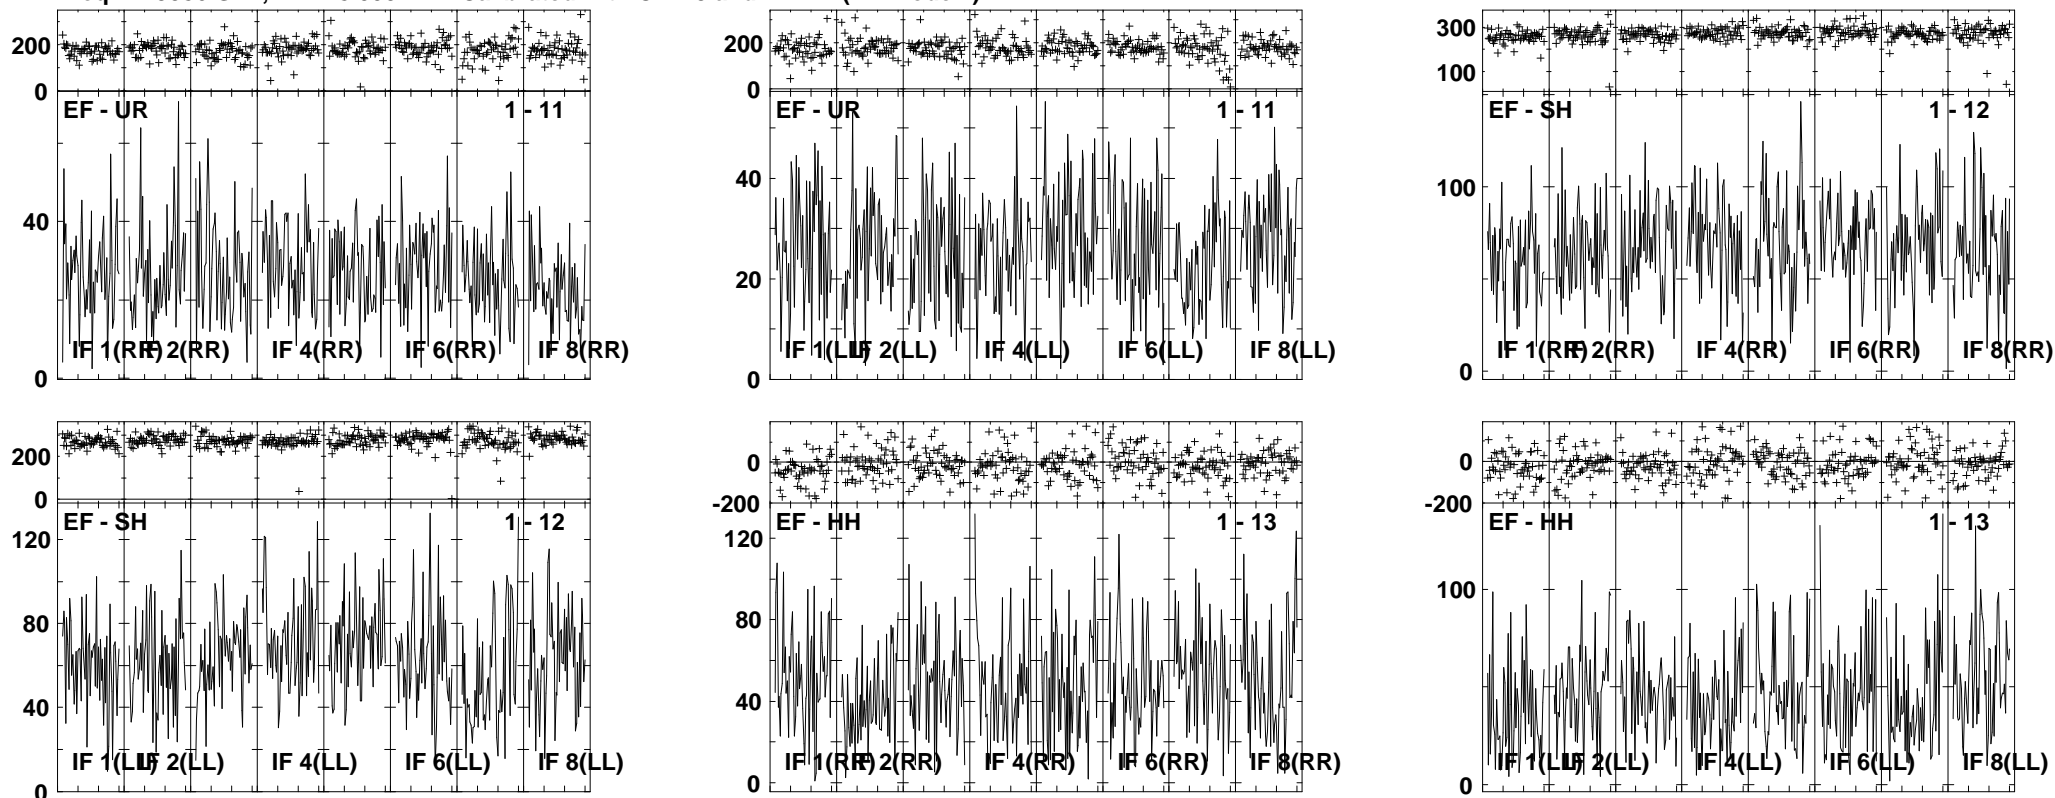 200
0
EF - UR 1 - 11
40
0
IF 1(RR) IF 2(RR) IF 4(RR) IF 6(RR) IF 8(RR)
200
0
EF - UR 1 - 11
40
20
0
IF 1(LL) IF 2(LL) IF 4(LL) IF 6(LL) IF 8(LL)
300
100
EF - SH 1 - 12
100
0
IF 1(RR) IF 2(RR) IF 4(RR) IF 6(RR) IF 8(RR)
200
0
EF - SH 1 - 12
120
80
40
0
IF 1(LL) IF 2(LL) IF 4(LL) IF 6(LL) IF 8(LL)
0
-200
EF - HH 1 - 13
120
80
40
0
IF 1(RR) IF 2(RR) IF 4(RR) IF 6(RR) IF 8(RR)
0
-200
EF - HH 1 - 13
100
0
IF 1(LL) IF 2(LL) IF 4(LL) IF 6(LL) IF 8(LL)